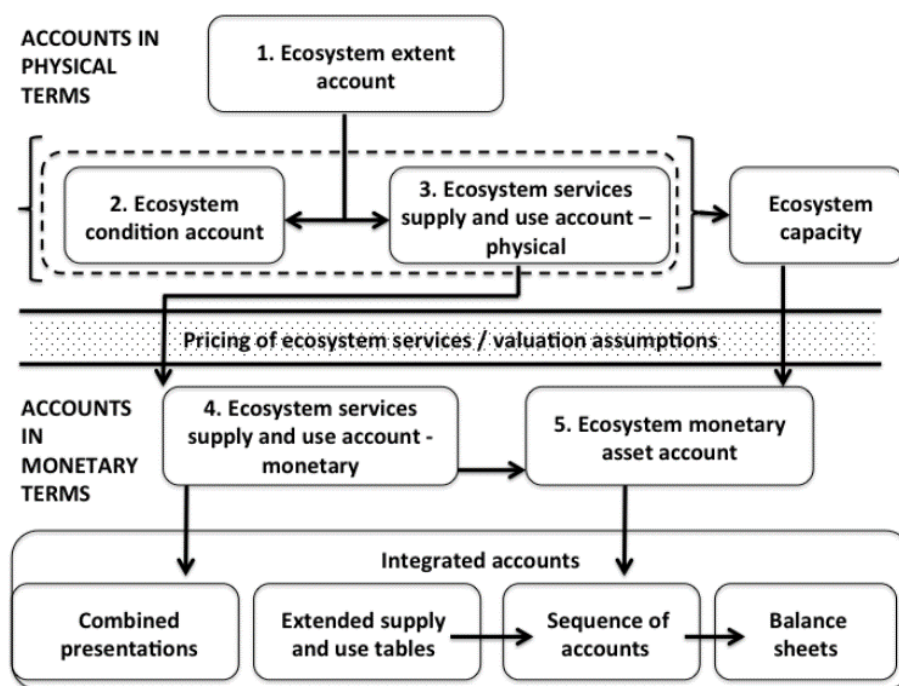 ACCOUNTS IN
PHYSICAL
TERMS
1. Ecosystem extent
account
2. Ecosystem
condition account
3. Ecosystem services
supply and use account –
physical
Ecosystem
capacity
Pricing of ecosystem services / valuation assumptions
ACCOUNTS
IN
MONETARY
TERMS
4. Ecosystem services
supply and use account -
monetary
5. Ecosystem monetary
asset account
Integrated accounts
Combined
presentations
Extended supply
and use tables
Sequence of
accounts
Balance
sheets